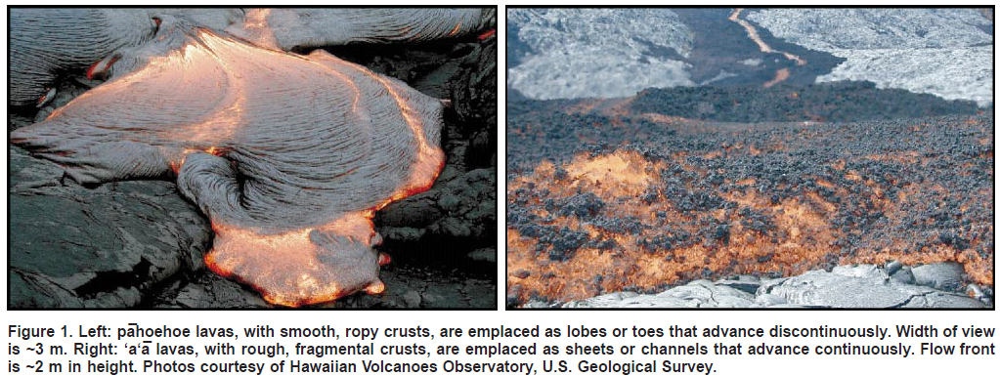 Figure 1. Left: pāhoehoe lavas, with smooth, ropy crusts, are emplaced as lobes or toes that advance discontinuously. Width of view
is ~3 m. Right: ‘a‘ā lavas, with rough, fragmental crusts, are emplaced as sheets or channels that advance continuously. Flow front
is ~2 m in height. Photos courtesy of Hawaiian Volcanoes Observatory, U.S. Geological Survey.